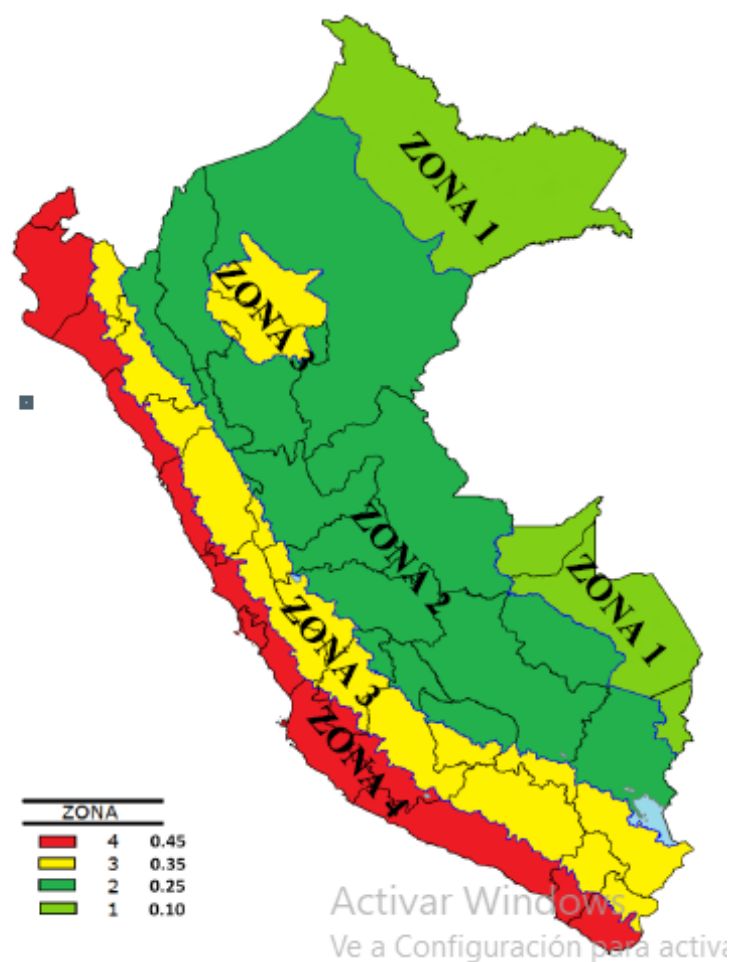 ZONA 1
ZONA 3
ZONA 2
ZONA 1
ZONA 3
ZONA 4
ZONA
4 0.45
3 0.35
2 0.25
1 0.10
Activar Windows
Ve a Configuración para activa